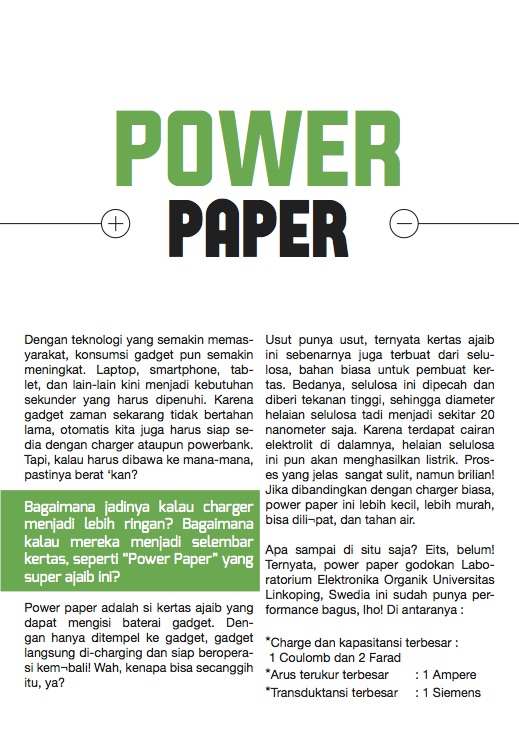 POWER
PAPER
Dengan teknologi yang semakin memas-
yarakat, konsumsi gadget pun semakin
meningkat. Laptop, smartphone, tab-
let, dan lain-lain kini menjadi kebutuhan
sekunder yang harus dipenuhi. Karena
gadget zaman sekarang tidak bertahan
lama, otomatis kita juga harus siap se-
dia dengan charger ataupun powerbank.
Tapi, kalau harus dibawa ke mana-mana,
pastinya berat ‘kan?
Bagaimana jadinya kalau charger
menjadi lebih ringan? Bagaimana
kalau mereka menjadi selembar
kertas, seperti “Power Paper” yang
super ajaib ini?
Power paper adalah si kertas ajaib yang
dapat mengisi baterai gadget. Den-
gan hanya ditempel ke gadget, gadget
langsung di-charging dan siap beropera-
si kem¬bali! Wah, kenapa bisa secanggih
itu, ya?
Usut punya usut, ternyata kertas ajaib
ini sebenarnya juga terbuat dari selu-
losa, bahan biasa untuk pembuat ker-
tas. Bedanya, selulosa ini dipecah dan
diberi tekanan tinggi, sehingga diameter
helaian selulosa tadi menjadi sekitar 20
nanometer saja. Karena terdapat cairan
elektrolit di dalamnya, helaian selulosa
ini pun akan menghasilkan listrik. Pros-
es yang jelas sangat sulit, namun brilian!
Jika dibandingkan dengan charger biasa,
power paper ini lebih kecil, lebih murah,
bisa dili¬pat, dan tahan air.
Apa sampai di situ saja? Eits, belum!
Ternyata, power paper godokan Labo-
ratorium Elektronika Organik Universitas
Linkoping, Swedia ini sudah punya per-
formance bagus, lho! Di antaranya :
*Charge dan kapasitansi terbesar :
1 Coulomb dan 2 Farad
*Arus terukur terbesar : 1 Ampere
*Transduktansi terbesar : 1 Siemens